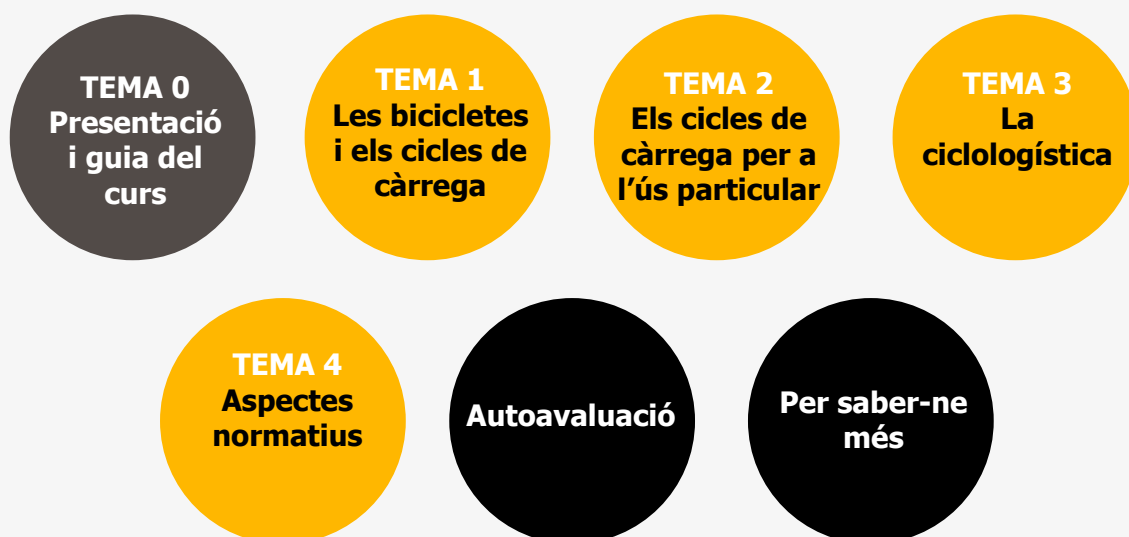 TEMA 0
Presentació
i guia del
curs
TEMA 1
Les bicicletes
i els cicles de
càrrega
TEMA 2
Els cicles de
càrrega per a
l’ús particular
TEMA 3
La
ciclologística
TEMA 4
Aspectes
normatius
Autoavaluació
Per saber-ne
més